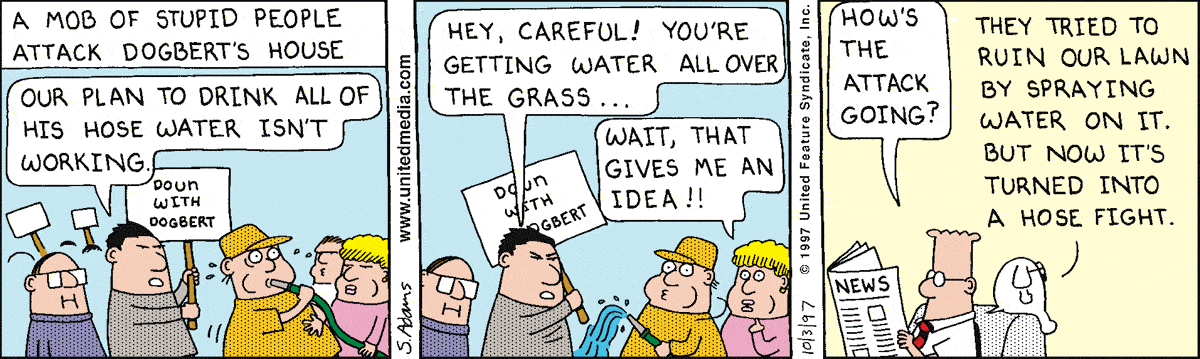 A MOB OF STUPID PEOPLE
ATTACK DOGBERT'S HOUSE
OUR PLAN TO DRINK ALL OF
HIS HOSE WATER ISN'T
WORKING.
DOWN
WITH
DOGBERT
www.unitedmedia.com
S.Adams
HEY, CAREFUL! YOU'RE
GETTING WATER ALL OVER
THE GRASS...
WAIT, THAT
GIVES ME AN
IDEA!!
DOWN
WITH
DOGBERT
10/3/97 © 1997 United Feature Syndicate, Inc.
HOW'S
THE
ATTACK
GOING?
THEY TRIED TO
RUIN OUR LAWN
BY SPRAYING
WATER ON IT.
BUT NOW IT'S
TURNED INTO
A HOSE FIGHT.
NEWS